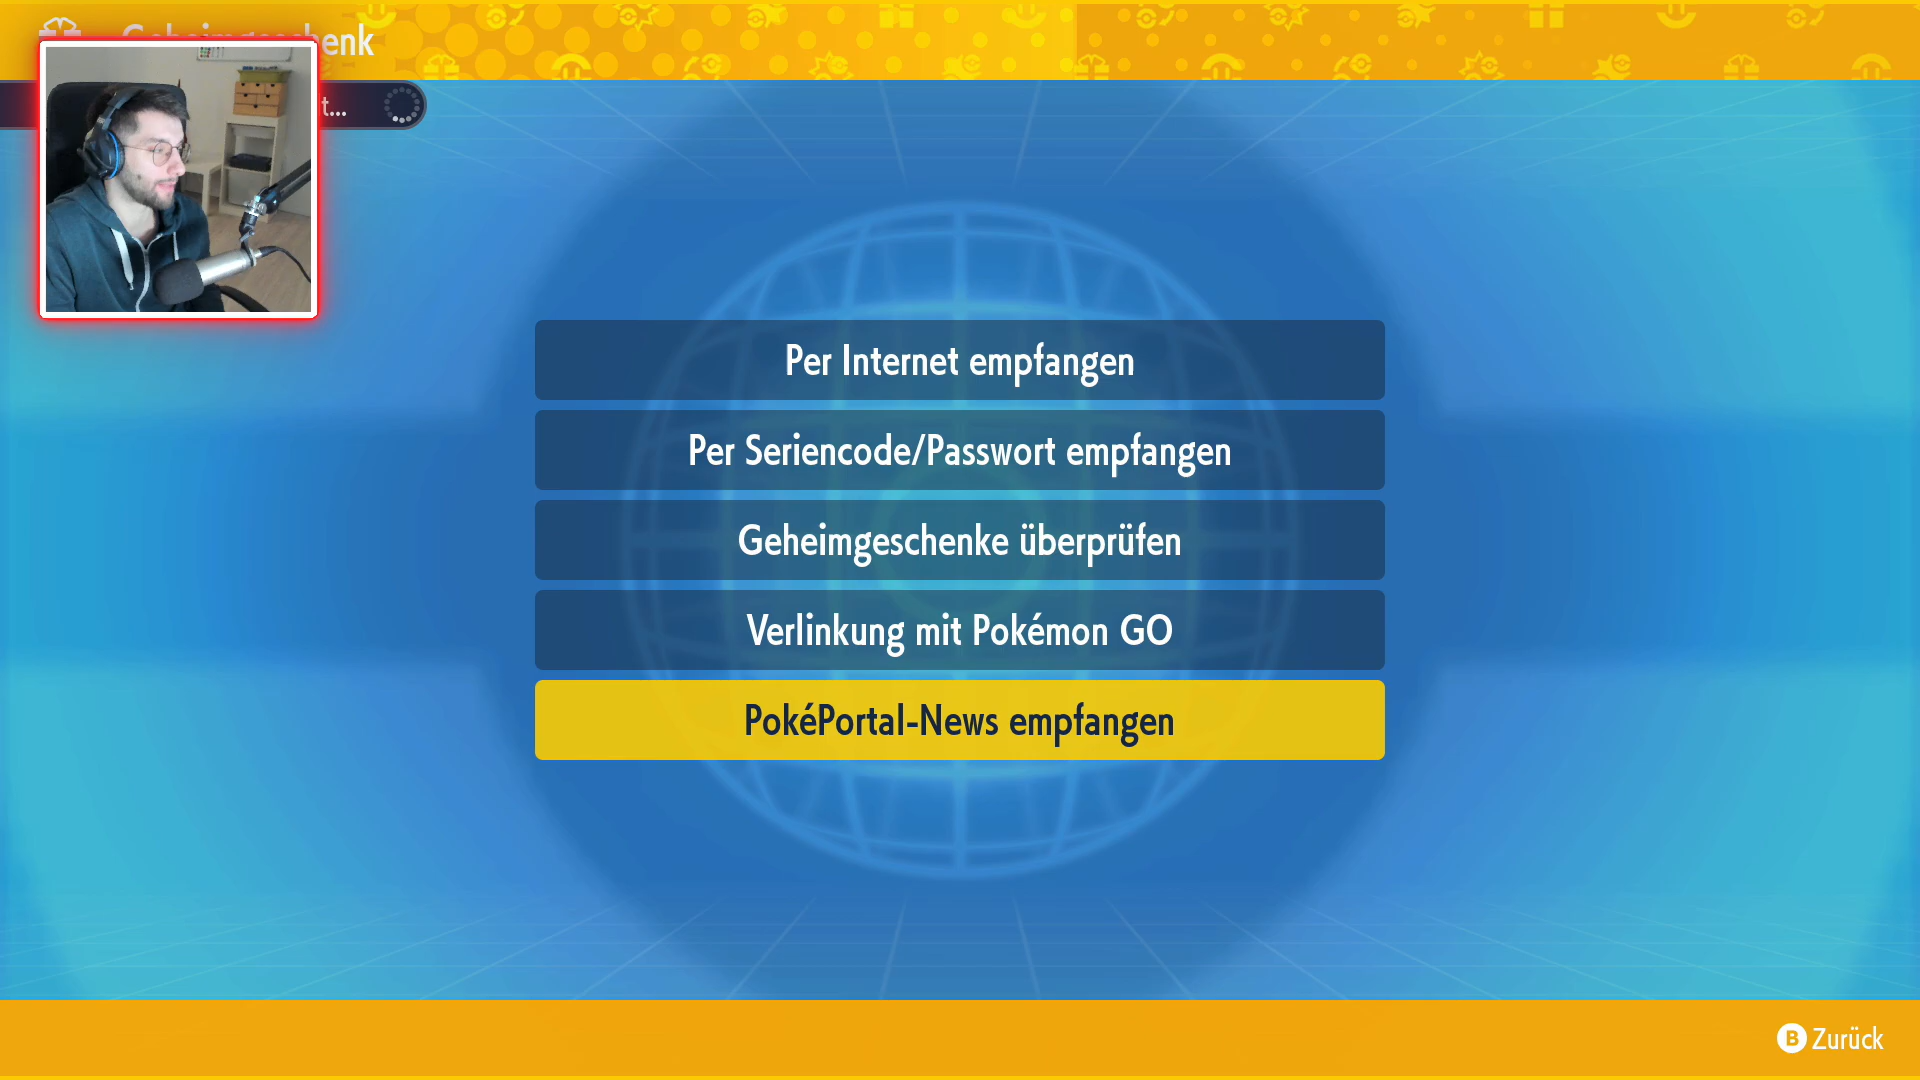 t...
Per Internet empfangen
Per Seriencode/Passwort empfangen
Geheimgeschenke überprüfen
Verlinkung mit Pokémon GO
PokéPortal-News empfangen
B Zurück